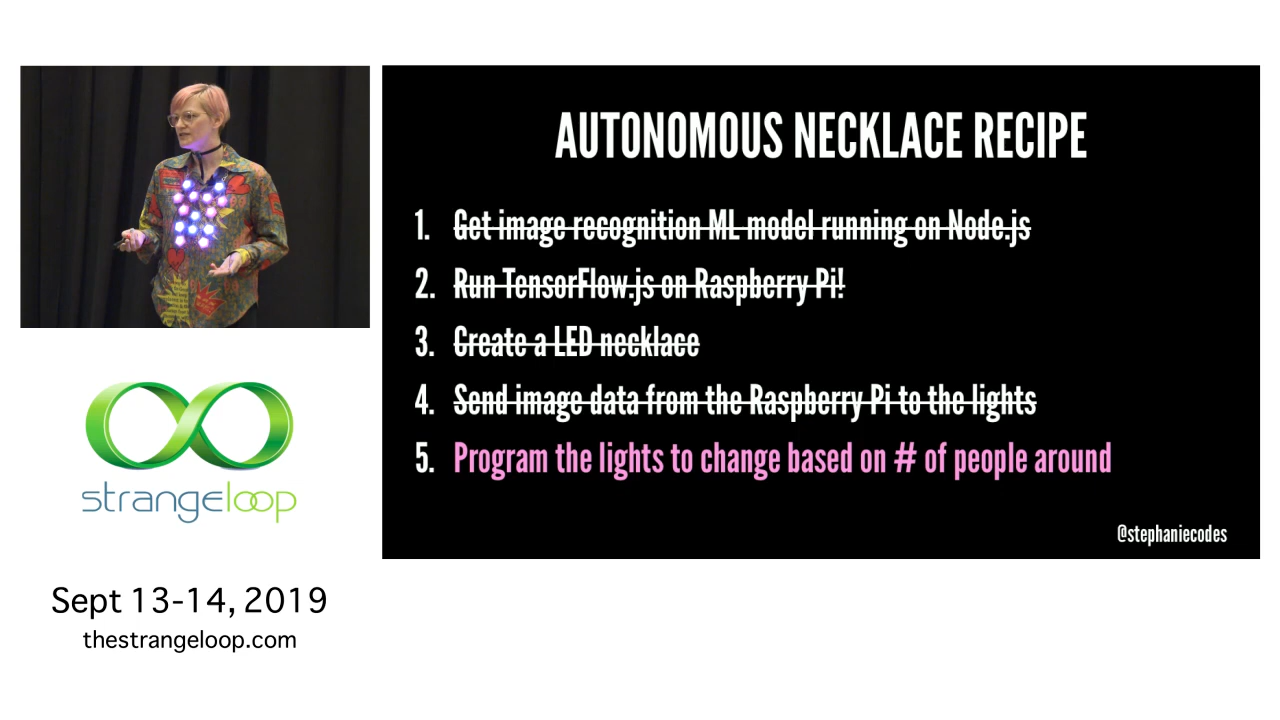 AUTONOMOUS NECKLACE RECIPE
1. Get image recognition ML model running on Node.js
2. Run TensorFlow.js on Raspberry Pi!
3. Create a LED necklace
4. Send image data from the Raspberry Pi to the lights
5. Program the lights to change based on # of people around
@stephaniecodes
strangeloop
Sept 13-14, 2019
thestrangeloop.com